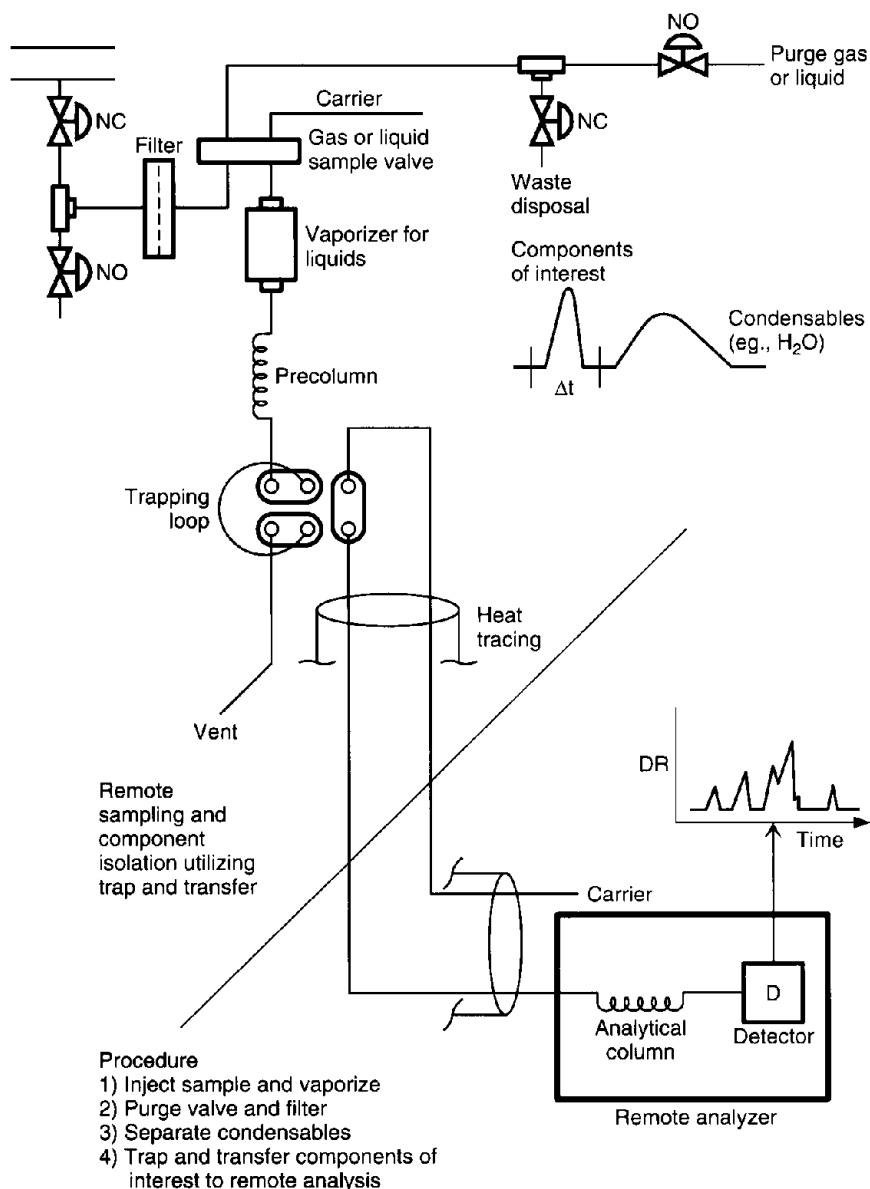 NO
Purge gas
or liquid
NC
Carrier
Filter
Gas or liquid
sample valve
NC
Waste
disposal
Vaporizer for
liquids
NO
Components
of interest
Condensables
(eg., H₂O)
Δt
Precolumn
Trapping
loop
Heat
tracing
Vent
DR
Time
Remote
sampling and
component
isolation utilizing
trap and transfer
Carrier
D
Analytical
column
Detector
Remote analyzer
Procedure
1) Inject sample and vaporize
2) Purge valve and filter
3) Separate condensables
4) Trap and transfer components of
interest to remote analysis